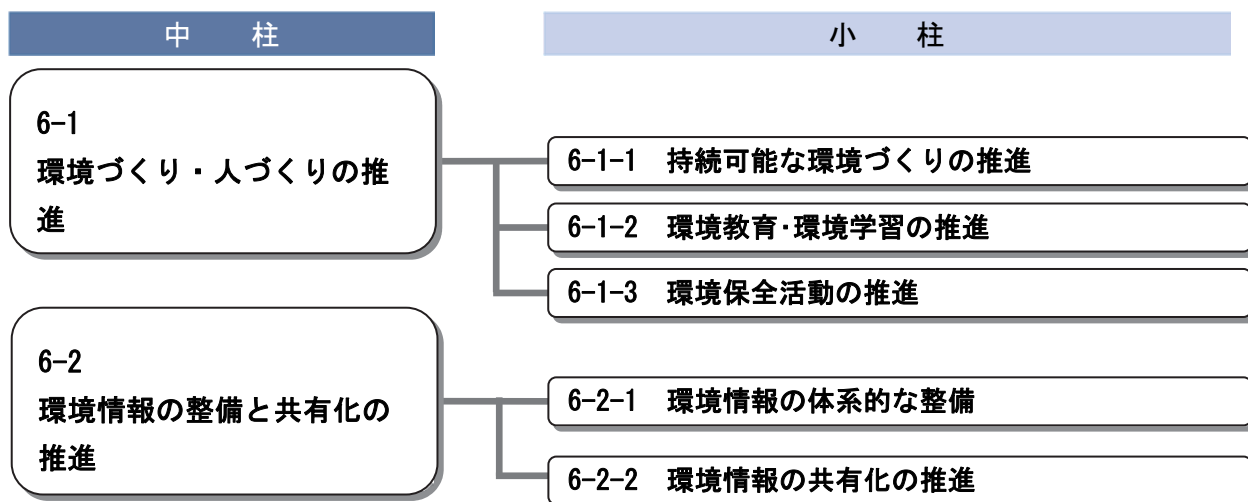 中　柱
小　柱
6-1
環境づくり・人づくりの推
進
6-1-1　持続可能な環境づくりの推進
6-1-2　環境教育・環境学習の推進
6-1-3　環境保全活動の推進
6-2
環境情報の整備と共有化の
推進
6-2-1　環境情報の体系的な整備
6-2-2　環境情報の共有化の推進